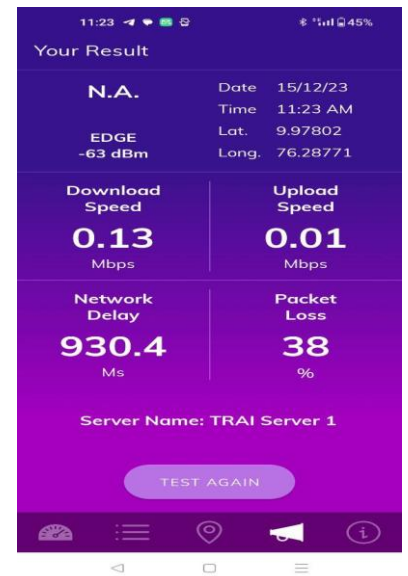 11:23
45%
Your Result
N.A.
EDGE
-63 dBm
Date 15/12/23
Time 11:23 AM
Lat. 9.97802
Long. 76.28771
Download
Speed
0.13
Mbps
Upload
Speed
0.01
Mbps
Network
Delay
930.4
Ms
Packet
Loss
38
%
Server Name: TRAI Server 1
TEST AGAIN